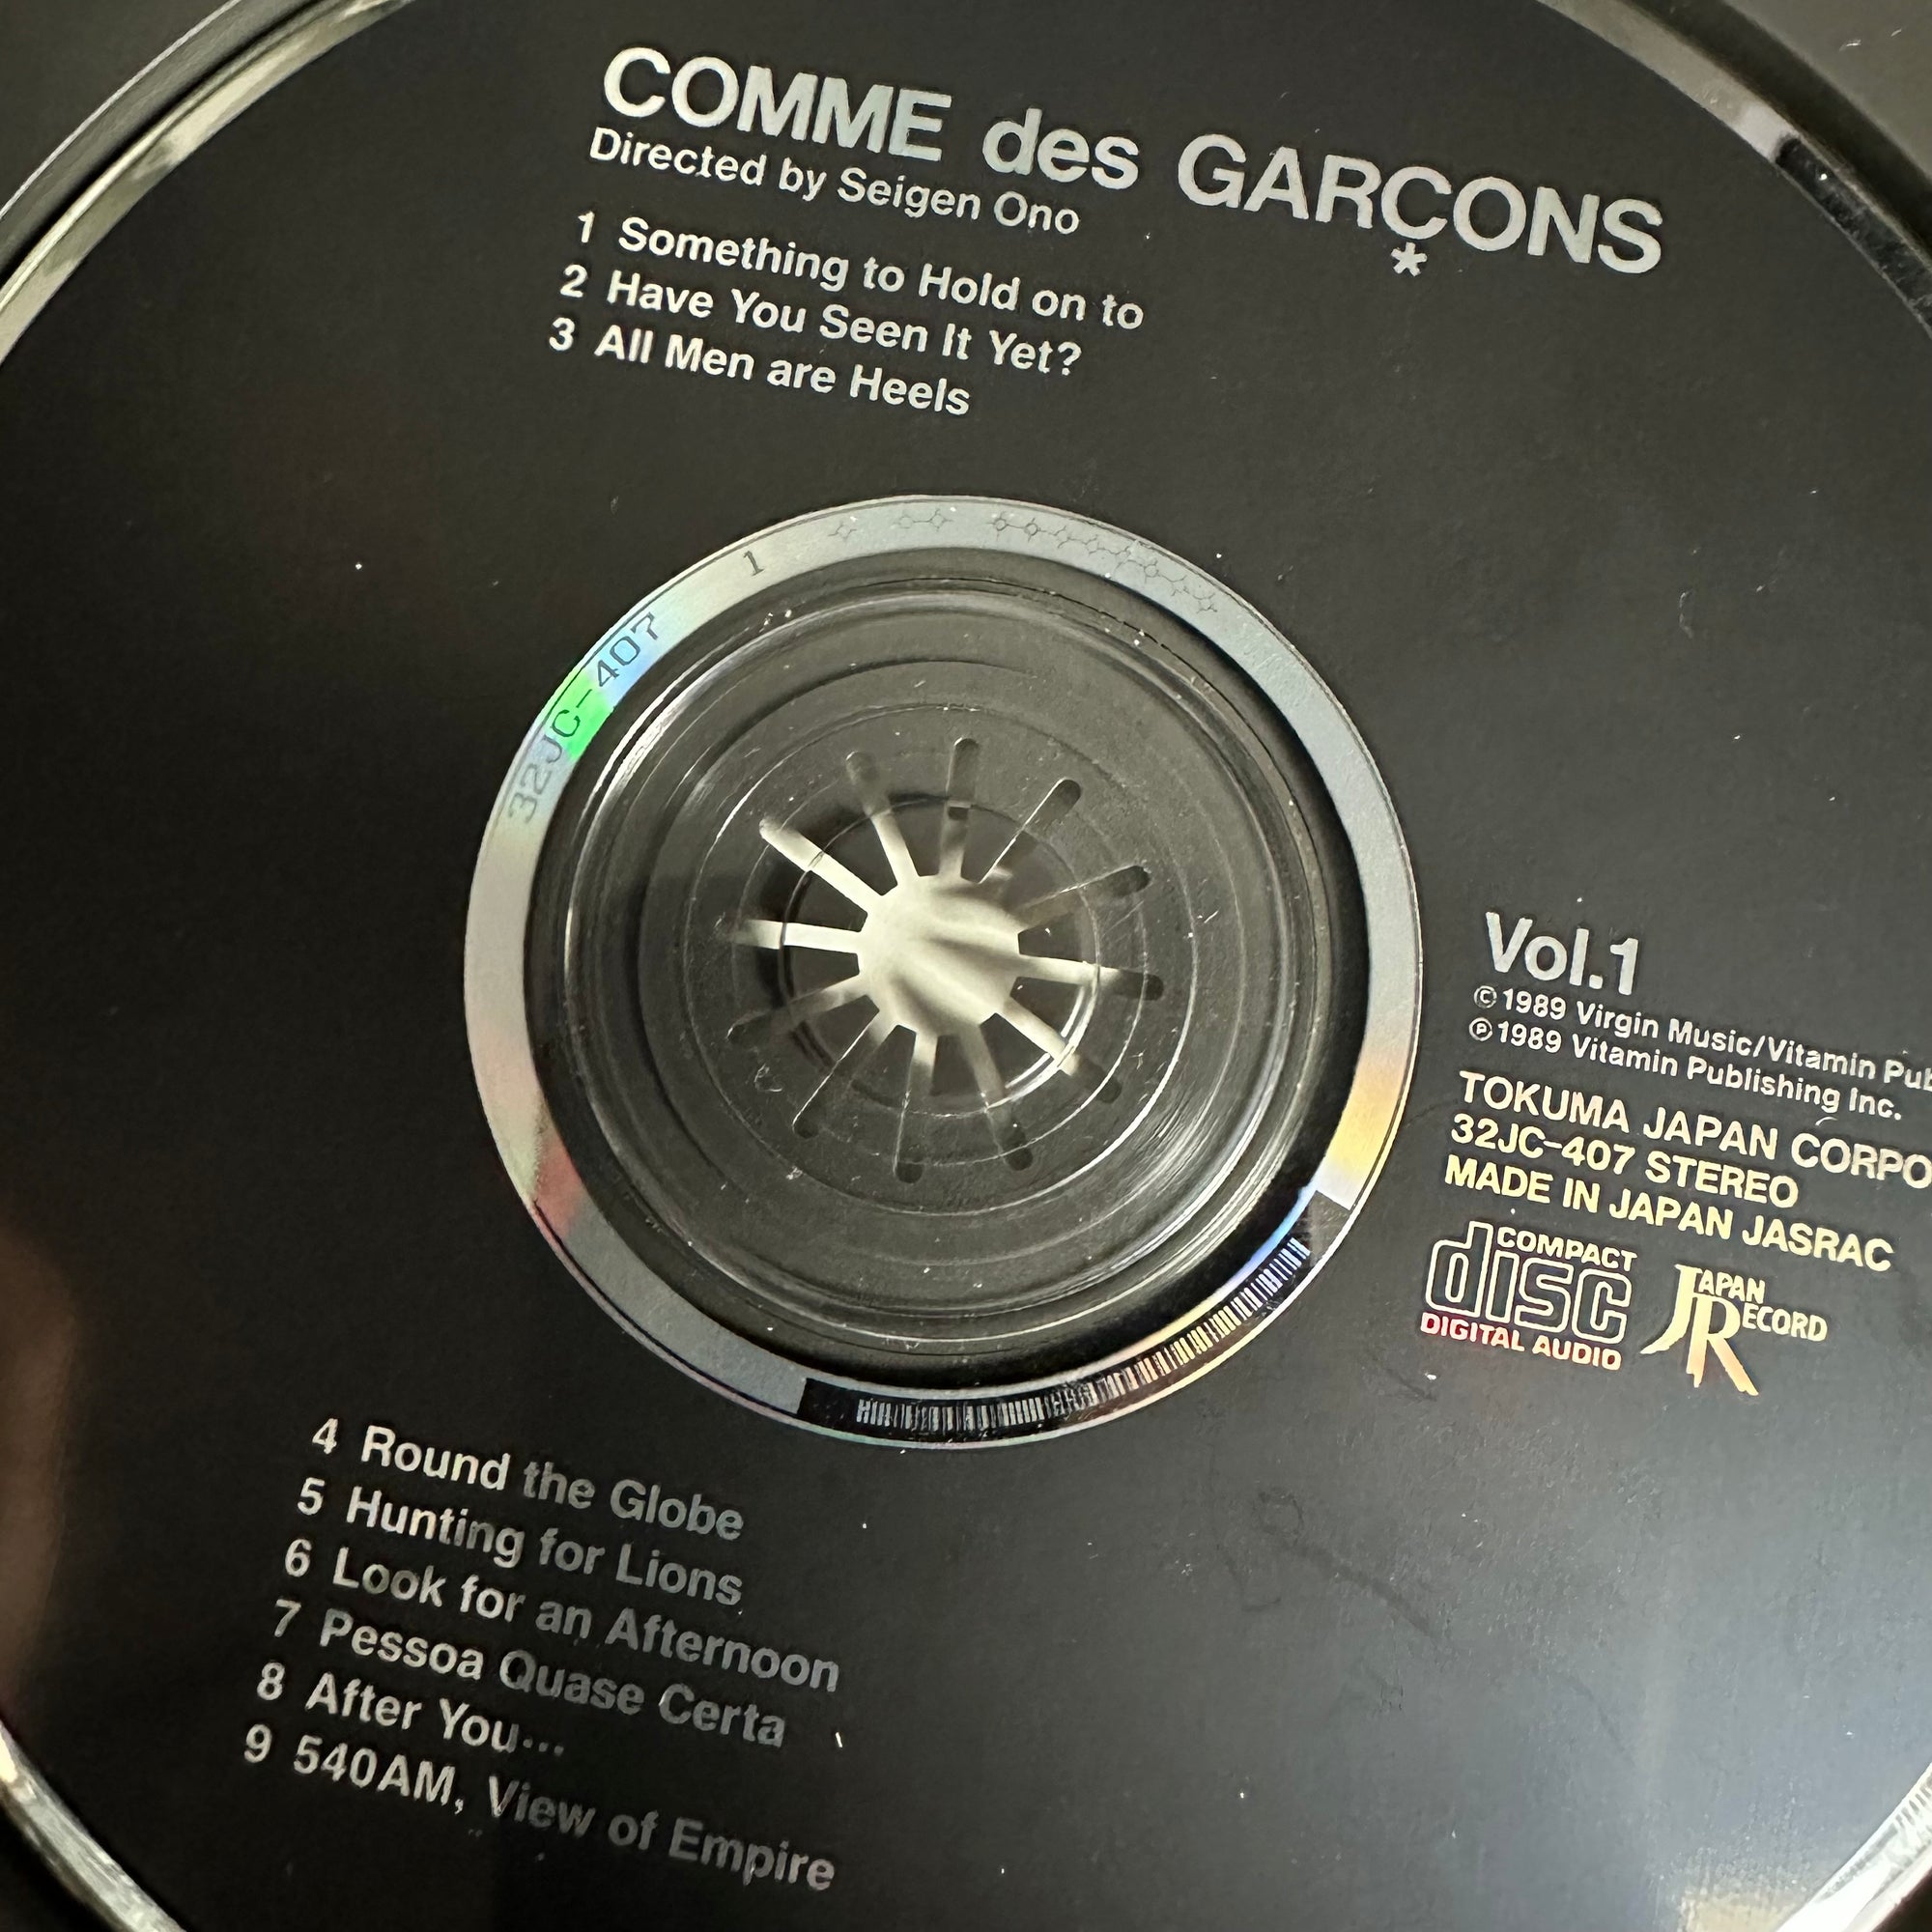 COMME des GARÇONS
*
Directed by Seigen Ono
1 Something to Hold on to
2 Have You Seen It Yet?
3 All Men are Heels
32JC-407 1
Vol.1
©1989 Virgin Music/Vitamin
℗1989 Vitamin Publishing Inc.
TOKUMA JAPAN
32JC-407 STEREO
MADE IN JAPAN JASRAC
COMPACT
disc
DIGITAL AUDIO
JAPAN
RECORD
4 Round the Globe
5 Hunting for Lions
6 Look for an Afternoon
7 Pessoa Quase Certa
8 After You···
9 540AM, View of Empire